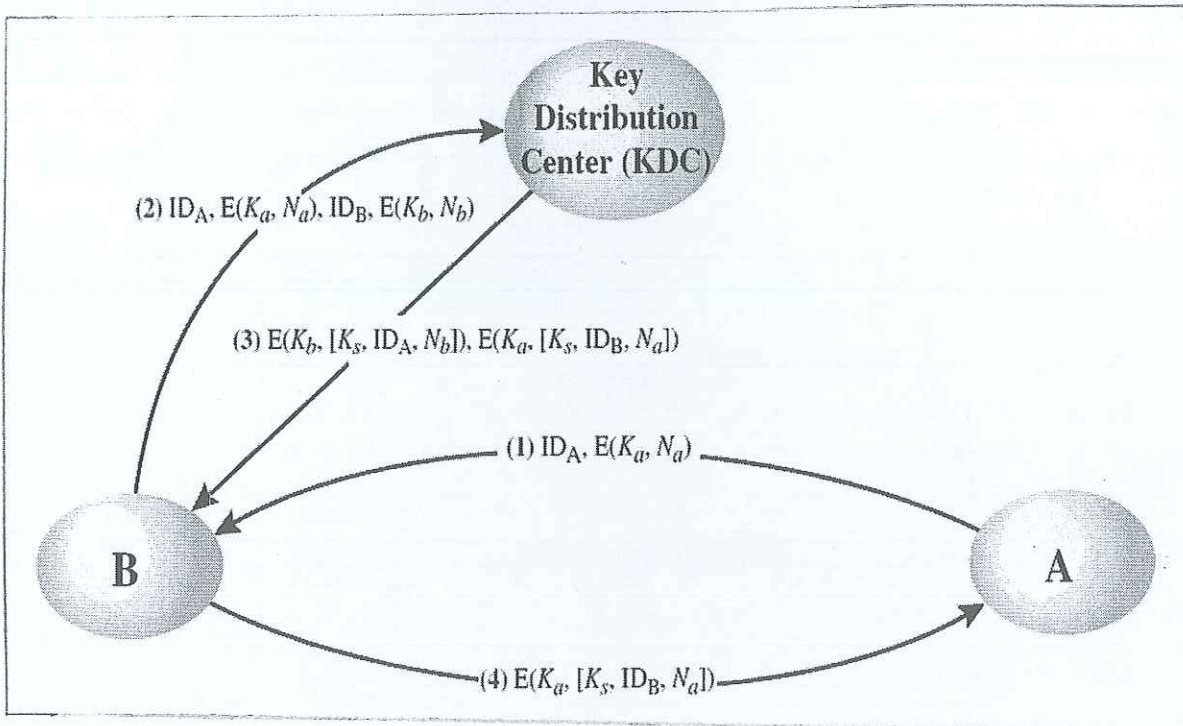 Key
Distribution
Center (KDC)
(2) ID_A, E(K_a, N_a), ID_B, E(K_b, N_b)
(3) E(K_b, [K_s, ID_A, N_b]), E(K_a, [K_s, ID_B, N_a])
(1) ID_A, E(K_a, N_a)
B
A
(4) E(K_a, [K_s, ID_B, N_a])